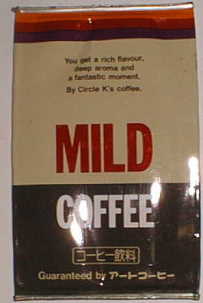 You get a rich flavour,
deep aroma and
a fantastic moment.
By Circle K's coffee.
MILD
COFFEE
コーヒー飲料
Guaranteed by アートコーヒー